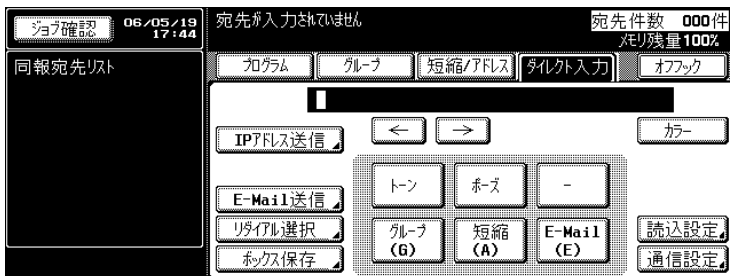 ジョブ確認 06/05/19 17:44
宛先が入力されていません
宛先件数 000件
メモリ残量100%
同報宛先リスト
プログラム グループ 短縮/アドレス ダイレクト入力 オフフック
IPアドレス送信 ← → カラー
トーン ポーズ -
E-Mail送信
リダイアル選択 グループ (G) 短縮 (A) E-Mail (E) 読込設定
ボックス保存 通信設定